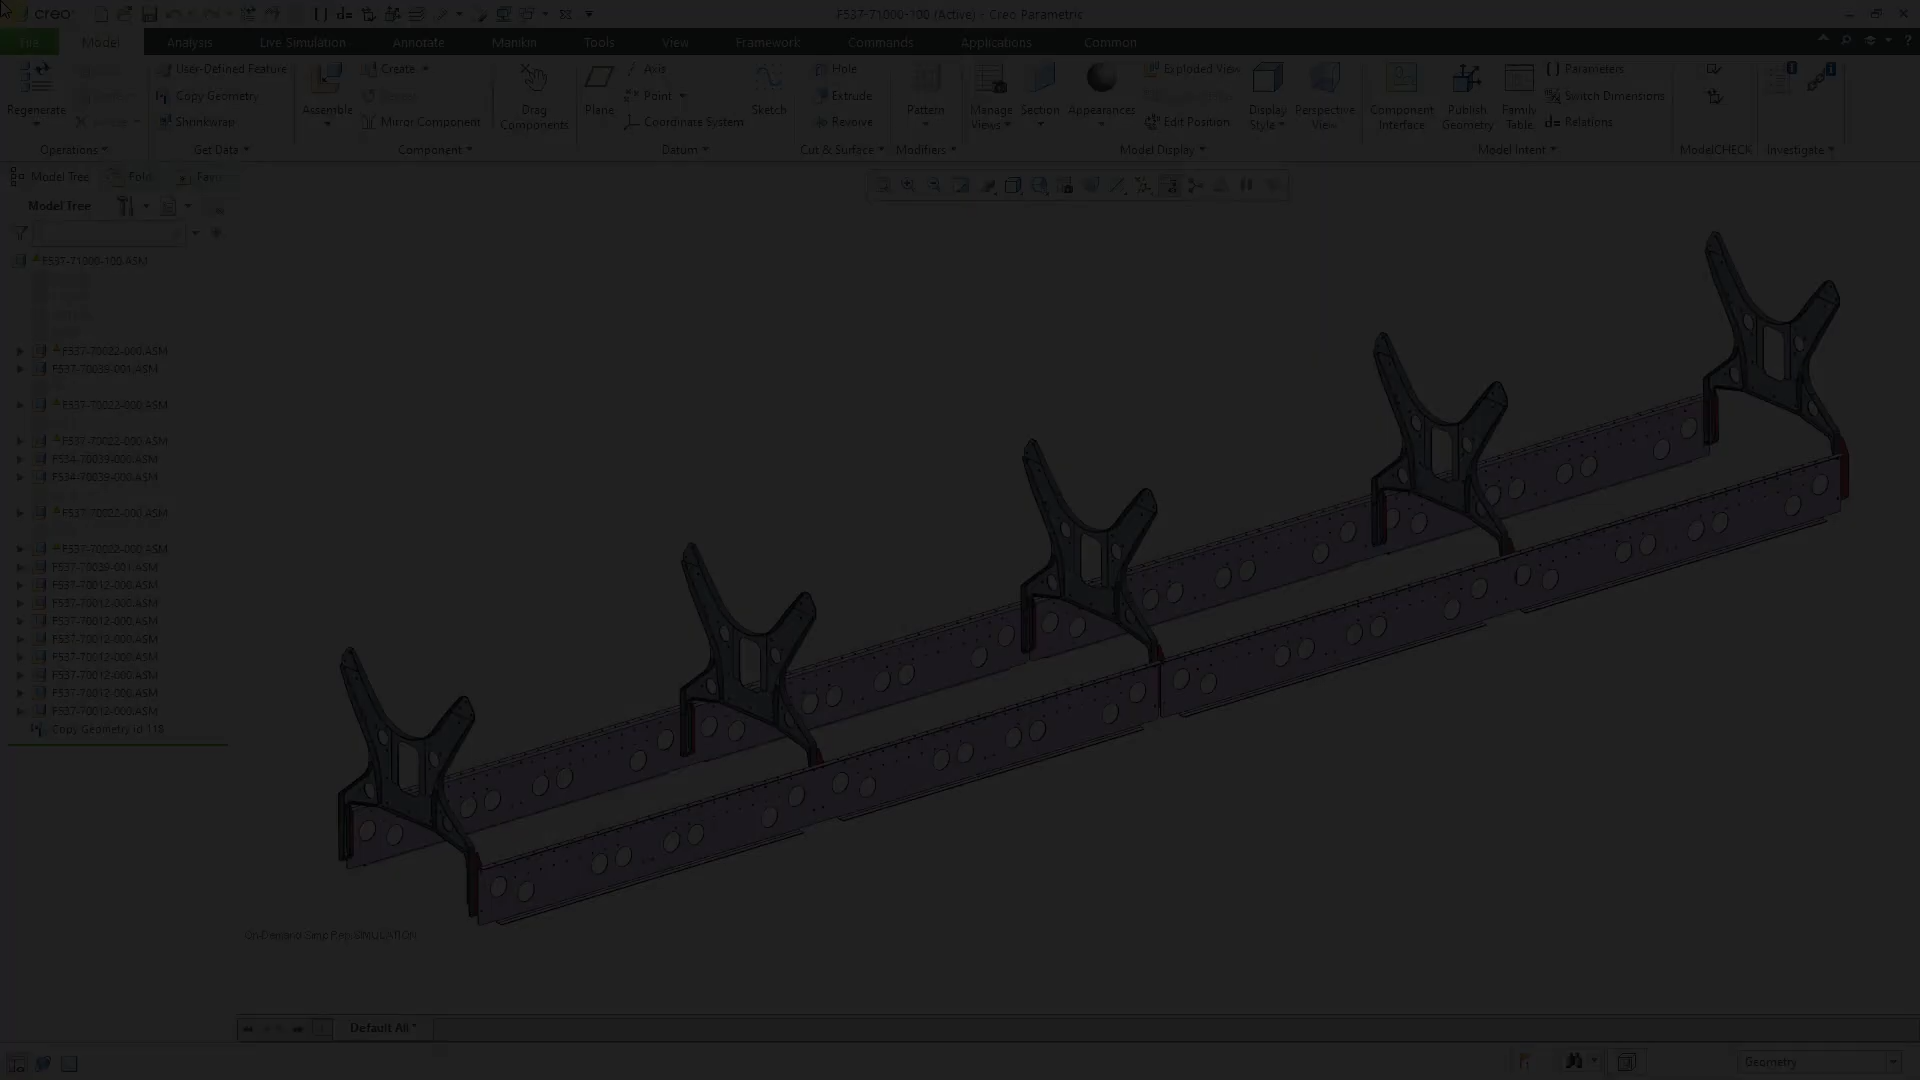 creo
F537-71000-100 (Active) - Creo Parametric
File Model Analysis Live Simulation Annotate Manikin Tools View Framework Commands Applications Common
Regenerate
Operations
User-Defined Feature
Copy Geometry
Shrinkwrap
Get Data
Assemble
Create
Mirror Component
Component
Drag
Components
Plane
Axis
Point
Coordinate System
Sketch
Datum
Hole
Extrude
Revolve
Cut & Surface
Pattern
Modifiers
Manage
Views
Section
Appearances
Exploded View
Edit Position
Display
Style
Perspective
View
Model Display
Component
Interface
Publish
Geometry
Family
Table
Parameters
Switch Dimensions
d= Relations
Model Intent
ModelCHECK
Investigate
Model Tree
Model Tree
F537-71000-100.ASM
F537-70022-000.ASM
F537-70039-001.ASM
F537-70022-000.ASM
F537-70022-000.ASM
F534-70039-000.ASM
F534-70039-000.ASM
F537-70022-000.ASM
F537-70022-000.ASM
F537-70039-001.ASM
F537-70012-000.ASM
F537-70012-000.ASM
F537-70012-000.ASM
F537-70012-000.ASM
F537-70012-000.ASM
F537-70012-000.ASM
F537-70012-000.ASM
F537-70012-000.ASM
Copy Geometry id 118
On-Demand Simp Rep:SIMULATION
Default All *
Geometry